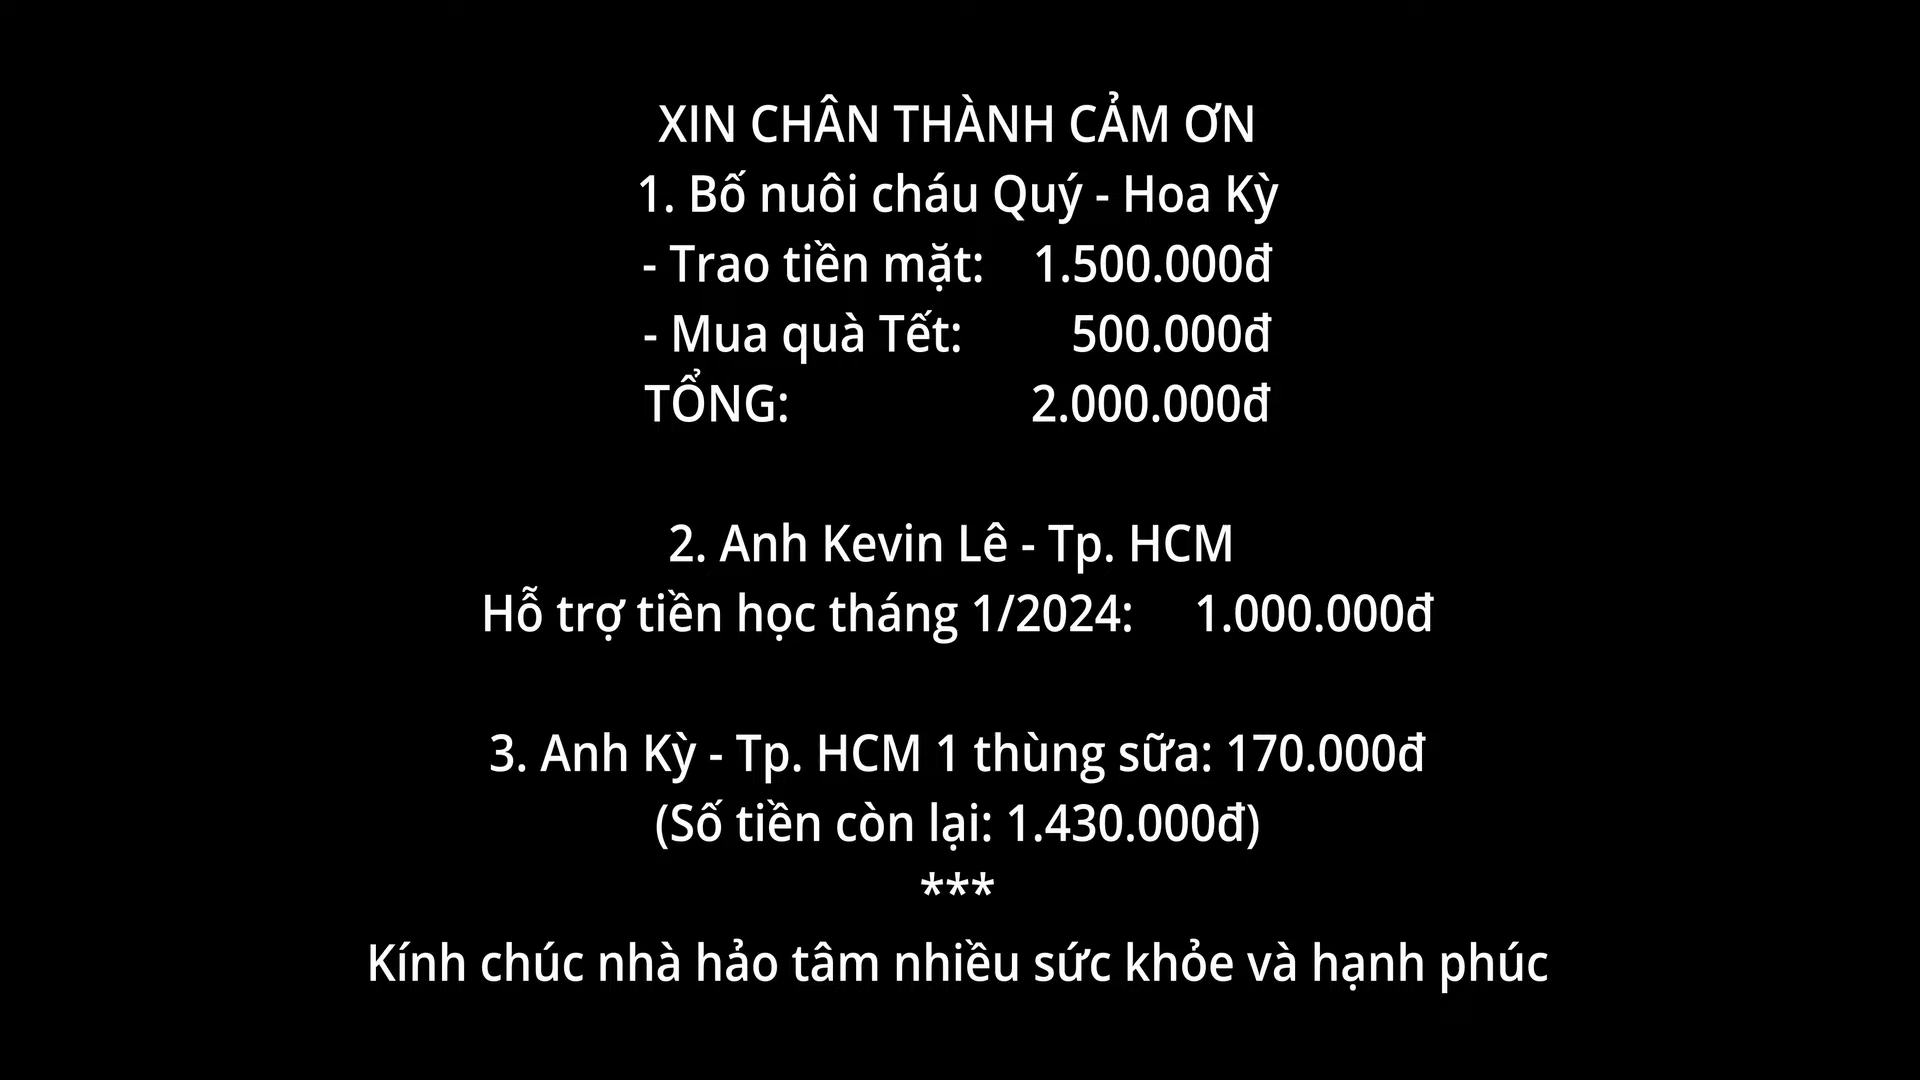 XIN CHÂN THÀNH CẢM ƠN
1. Bố nuôi cháu Quý - Hoa Kỳ
- Trao tiền mặt: 1.500.000đ
- Mua quà Tết: 500.000đ
TỔNG: 2.000.000đ
2. Anh Kevin Lê - Tp. HCM
Hỗ trợ tiền học tháng 1/2024: 1.000.000đ
3. Anh Kỳ - Tp. HCM 1 thùng sữa: 170.000đ
(Số tiền còn lại: 1.430.000đ)
***
Kính chúc nhà hảo tâm nhiều sức khỏe và hạnh phúc